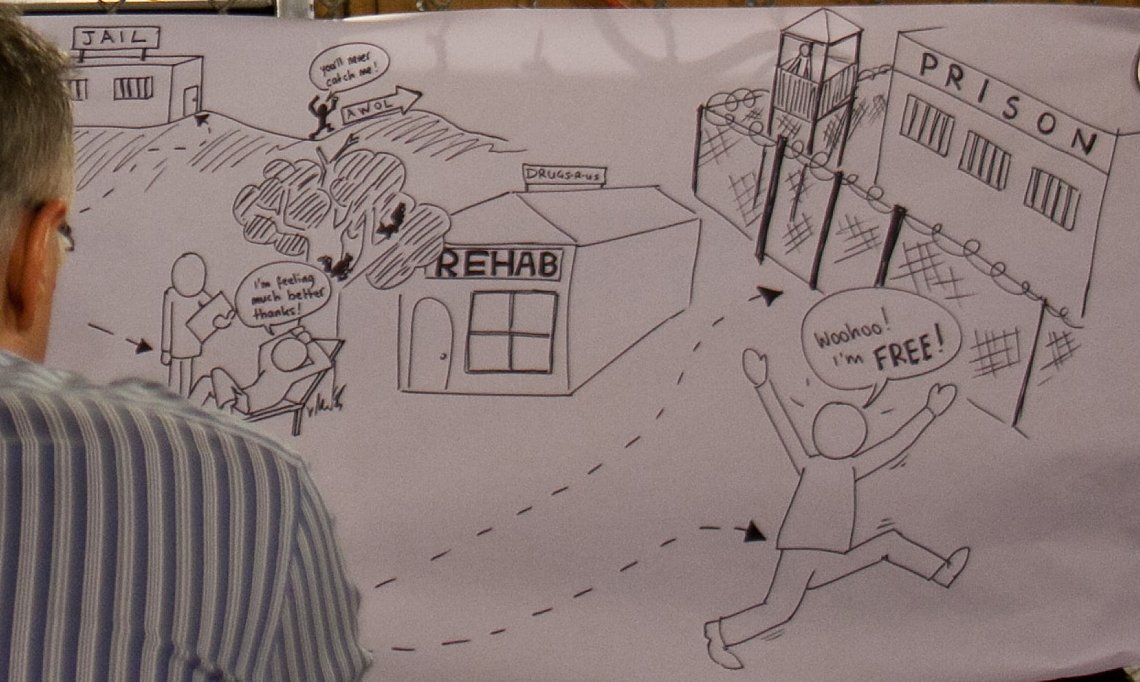 JAIL
you'll never
catch me!
AWOL
PRISON
DRUGS-R-US
REHAB
I'm feeling
much better
thanks!
Woohoo!
I'm FREE!